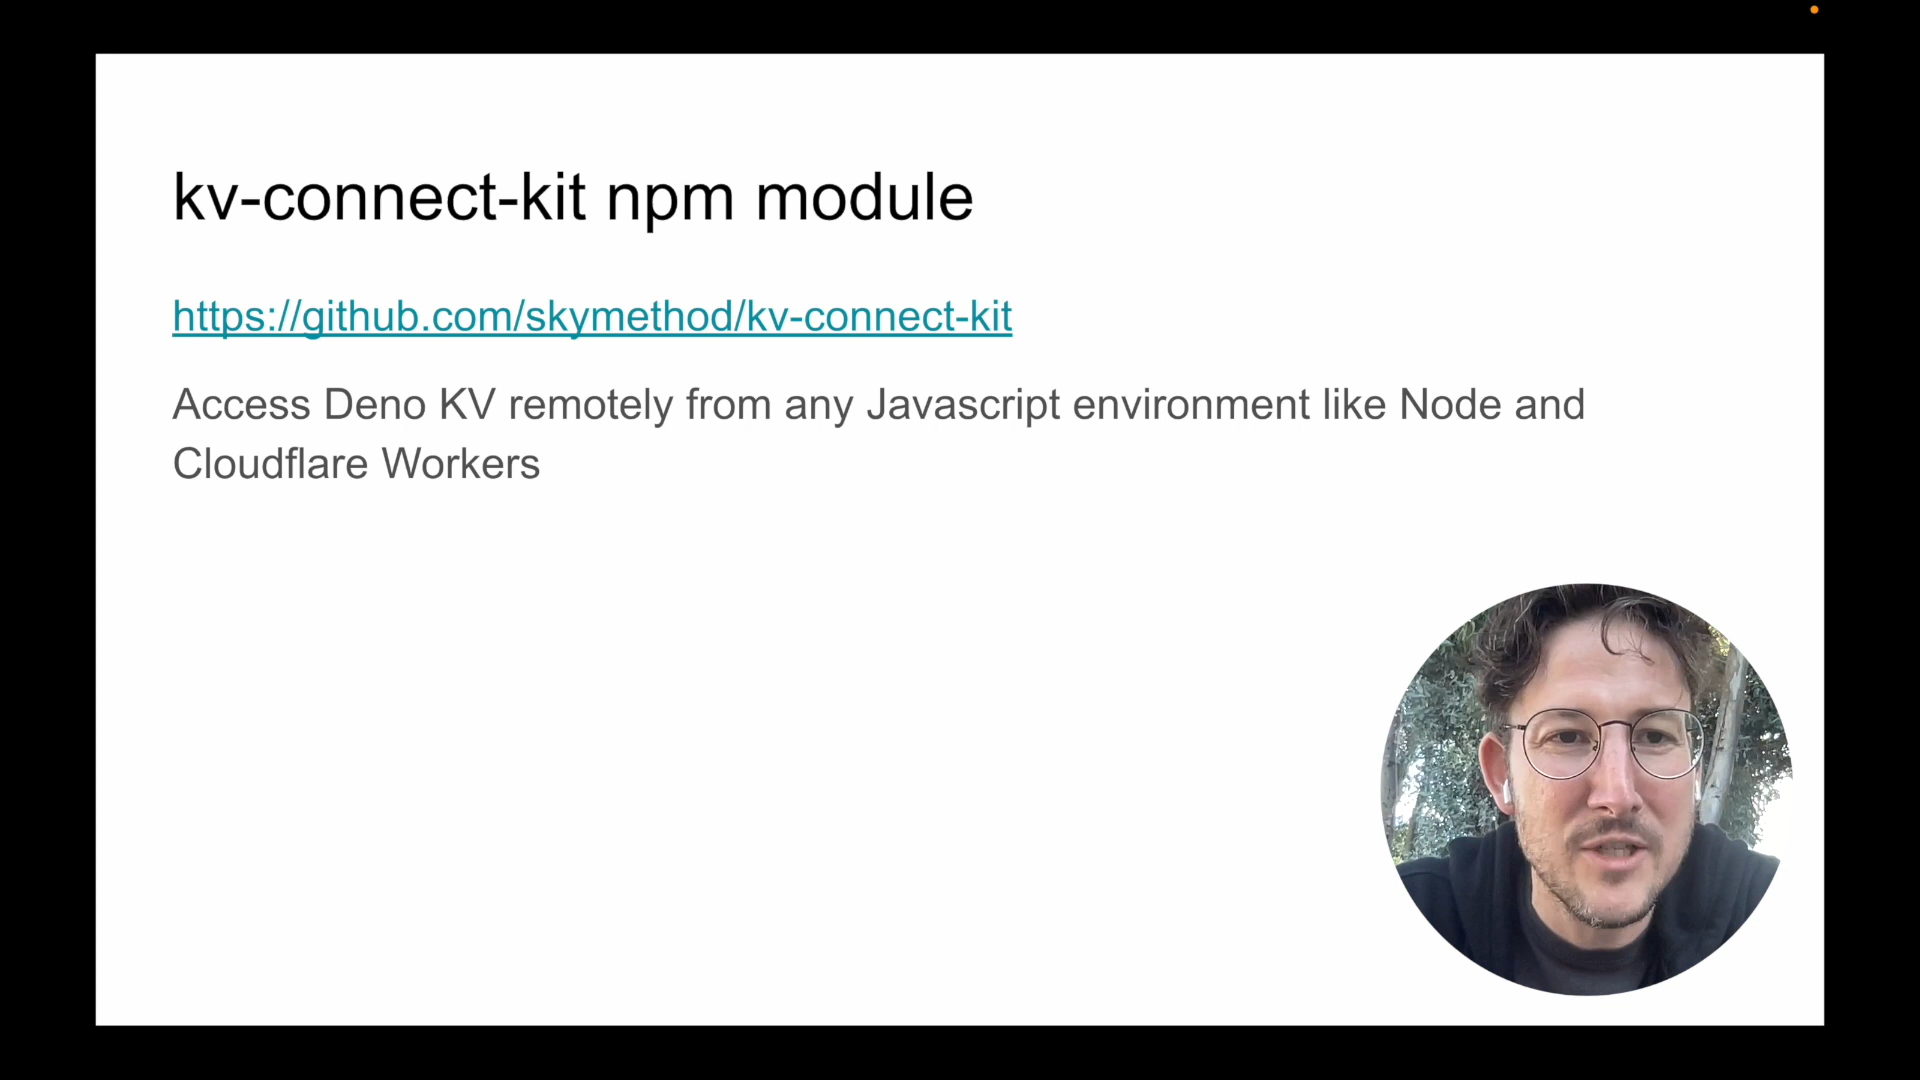 kv-connect-kit npm module
https://github.com/skymethod/kv-connect-kit
Access Deno KV remotely from any Javascript environment like Node and
Cloudflare Workers